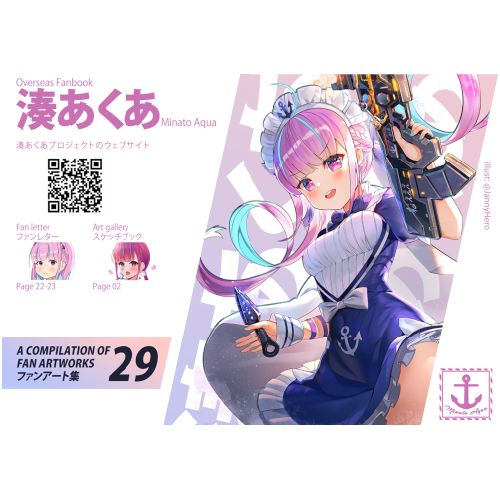 Overseas Fanbook
湊あくあ Minato Aqua
湊あくあプロジェクトのウェブサイト
Fan letter
ファンレター
Page 22-23
Art gallery
スケッチブック
Page 02
A COMPILATION OF
FAN ARTWORKS
ファンアート集
29
illust: @JannyHero
Minato Aqua